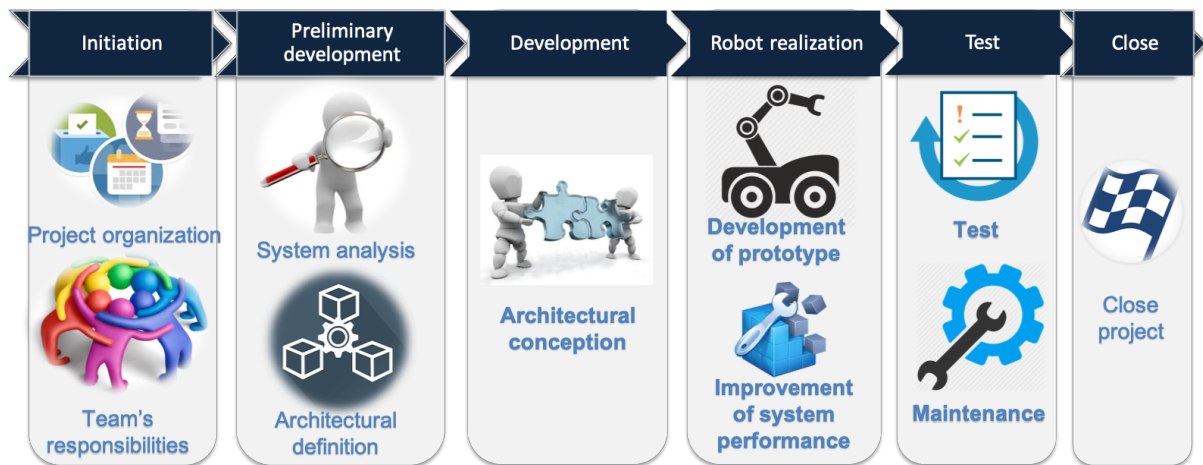 Initiation
Preliminary
development
Development
Robot realization
Test
Close
Project organization
Team's
responsibilities
System analysis
Architectural
definition
Architectural
conception
Development
of prototype
Improvement
of system
performance
Test
Maintenance
Close
project